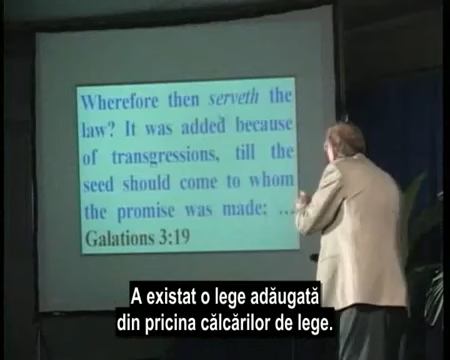 Wherefore then serveth the
law? It was added because
of transgressions, till the
seed should come to whom
the promise was made: ...
Galations 3:19
A existat o lege adăugată
din pricina călcărilor de lege.